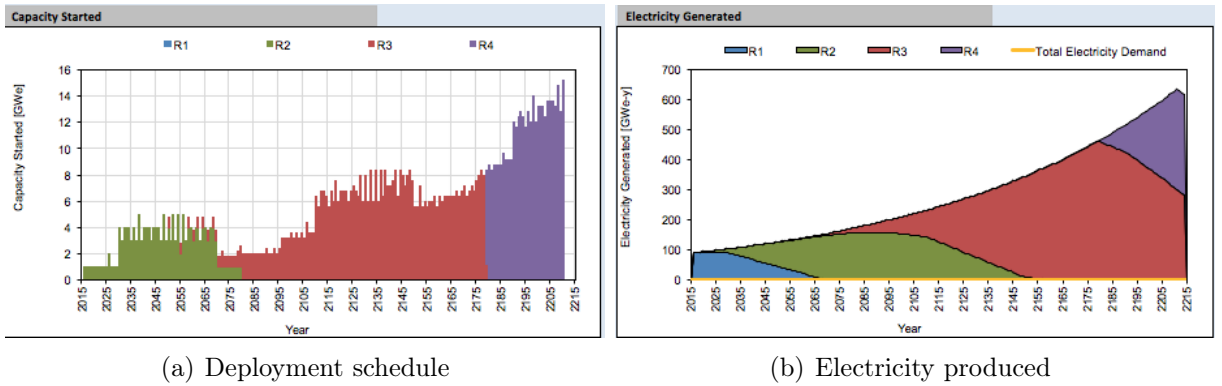 Capacity Started
R1 R2 R3 R4
Capacity Started [GWe]
16
14
12
10
8
6
4
2
0
2015 2025 2035 2045 2055 2065 2075 2085 2095 2105 2115 2125 2135 2145 2155 2165 2175 2185 2195 2205 2215
Year
(a) Deployment schedule
Electricity Generated
R1 R2 R3 R4 Total Electricity Demand
Electricity Generated [GWe-y]
700
600
500
400
300
200
100
0
2015 2025 2035 2045 2055 2065 2075 2085 2095 2105 2115 2125 2135 2145 2155 2165 2175 2185 2195 2205 2215
Year
(b) Electricity produced